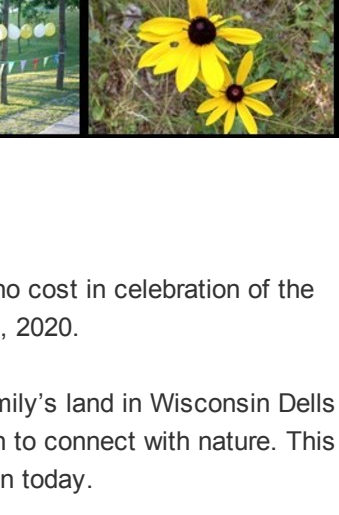 no cost in celebration of the
, 2020.
mily’s land in Wisconsin Dells
n to connect with nature. This
n today.